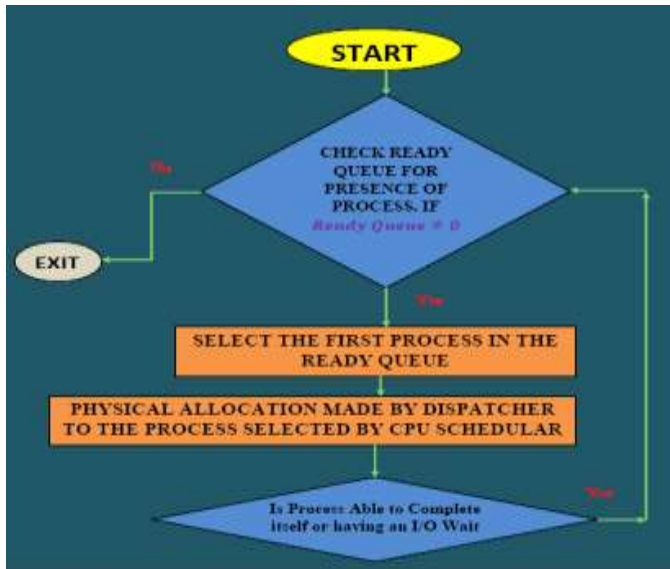 START
CHECK READY
QUEUE FOR
PRESENCE OF
PROCESS. IF
Ready Queue ≠ 0
No
EXIT
Yes
SELECT THE FIRST PROCESS IN THE
READY QUEUE
PHYSICAL ALLOCATION MADE BY DISPATCHER
TO THE PROCESS SELECTED BY CPU SCHEDULAR
Is Process Able to Complete
itself or having an I/O Wait
Yes